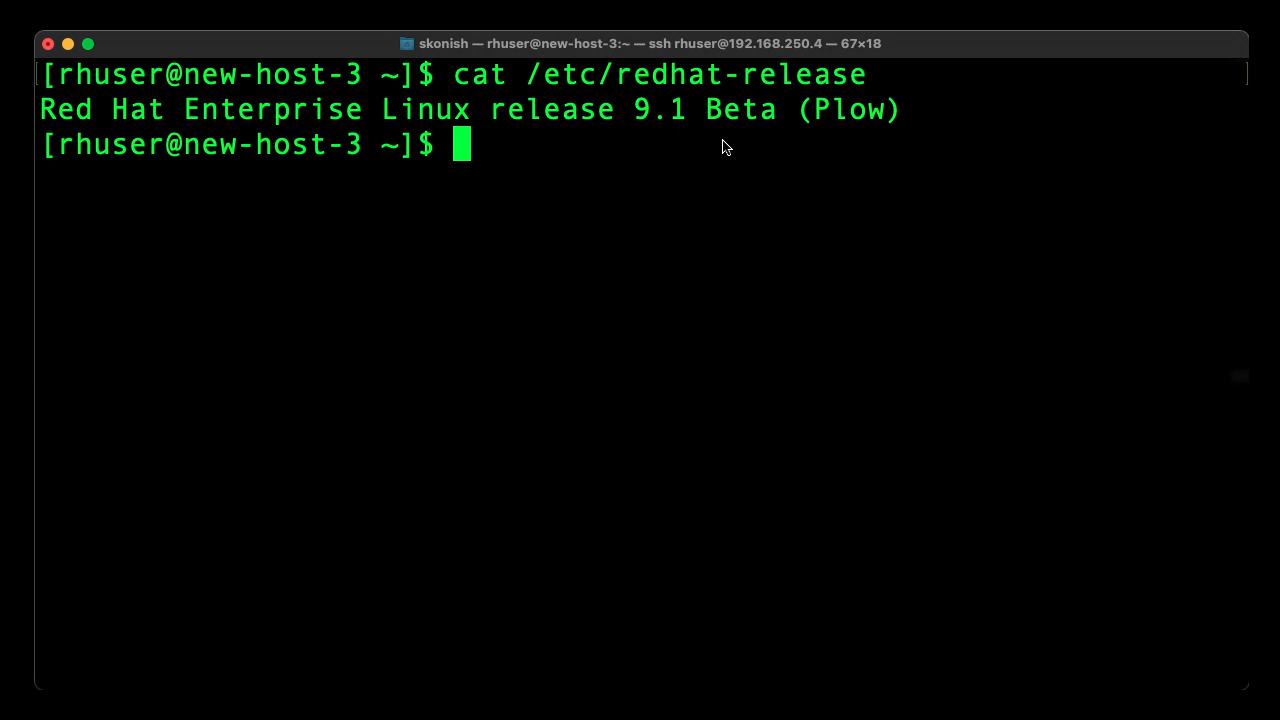 skonish — rhuser@new-host-3:~ — ssh rhuser@192.168.250.4 — 67×18
[rhuser@new-host-3 ~]$ cat /etc/redhat-release
Red Hat Enterprise Linux release 9.1 Beta (Plow)
[rhuser@new-host-3 ~]$